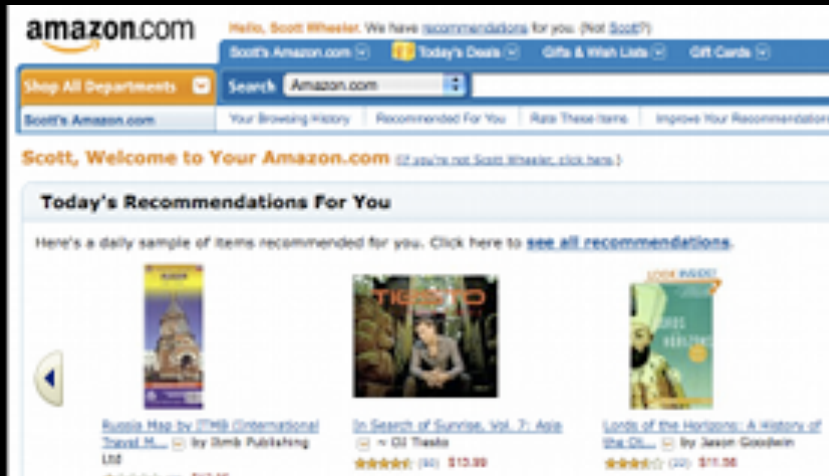 amazon.com
Hello, Scott Wheeler. We have recommendations for you. (Not Scott?)
Scott's Amazon.com Today's Deals Gifts & Wish Lists Gift Cards
Shop All Departments Search Amazon.com
Scott's Amazon.com Your Browsing History Recommended For You Rate These Items Improve Your Recommendations
Scott, Welcome to Your Amazon.com (If you're not Scott Wheeler, click here.)
Today's Recommendations For You
Here's a daily sample of items recommended for you. Click here to see all recommendations.
RUSSIA
TIESTO
LOOK INSIDE!
LORDS
HORIZONS
Russia Map by ITMB (International
Travel M... by Itmb Publishing
Ltd
In Search of Sunrise, Vol. 7: Asia
~ DJ Tiesto
$15.99
Lords of the Horizons: A History of
the Ot... by Jason Goodwin
$11.56